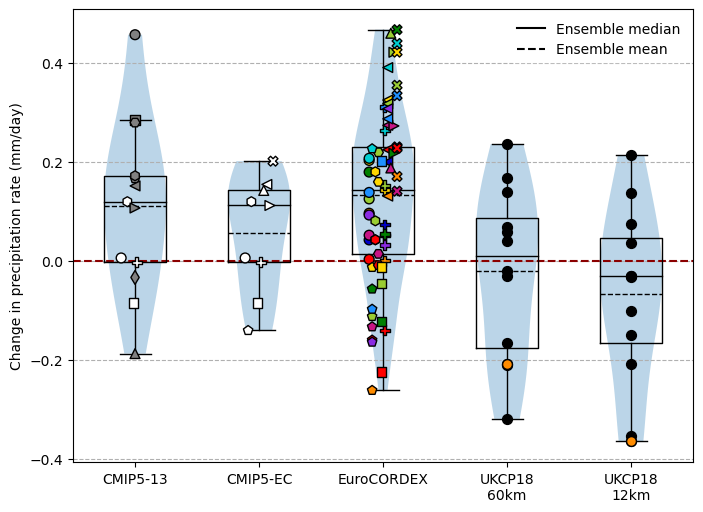 Ensemble median
Ensemble mean
Change in precipitation rate (mm/day)
0.4
0.2
0.0
−0.2
−0.4
CMIP5-13
CMIP5-EC
EuroCORDEX
UKCP18
60km
UKCP18
12km